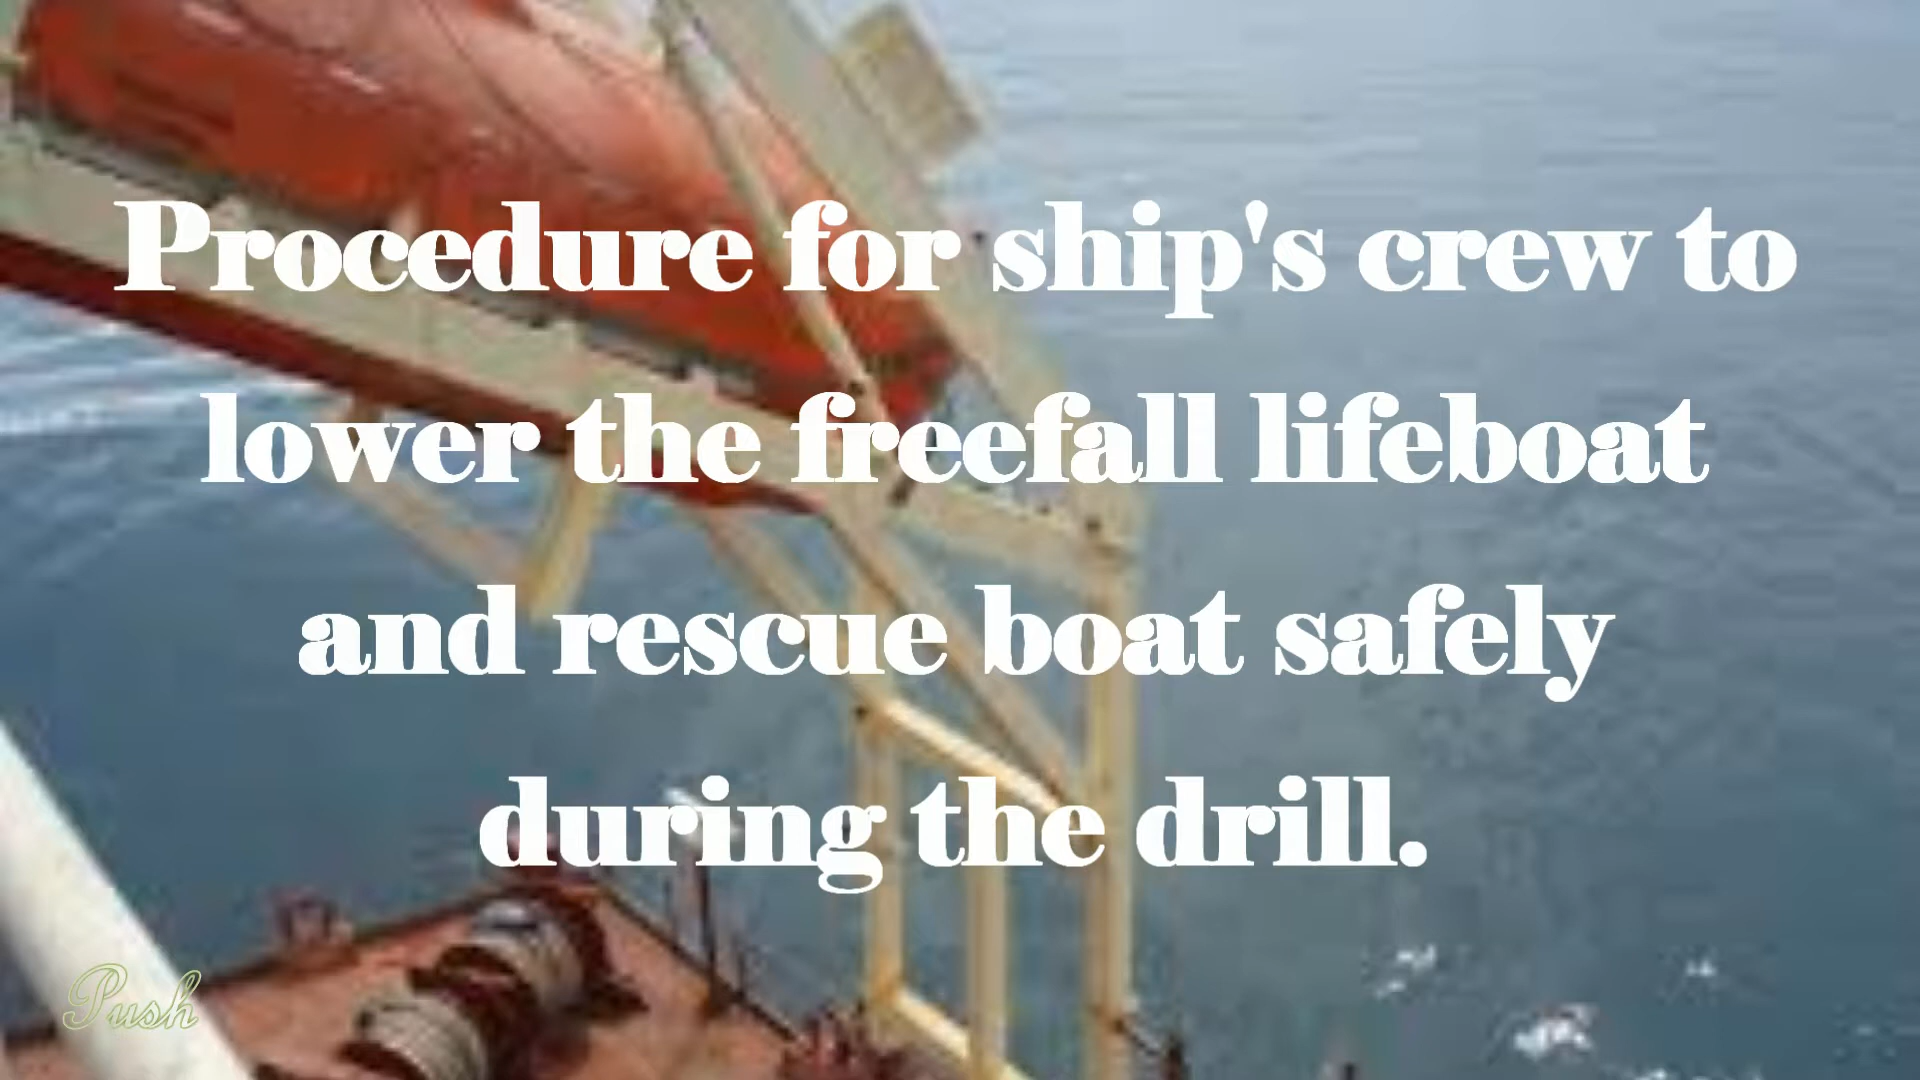 Procedure for ship's crew to
lower the freefall lifeboat
and rescue boat safely
during the drill.
Push